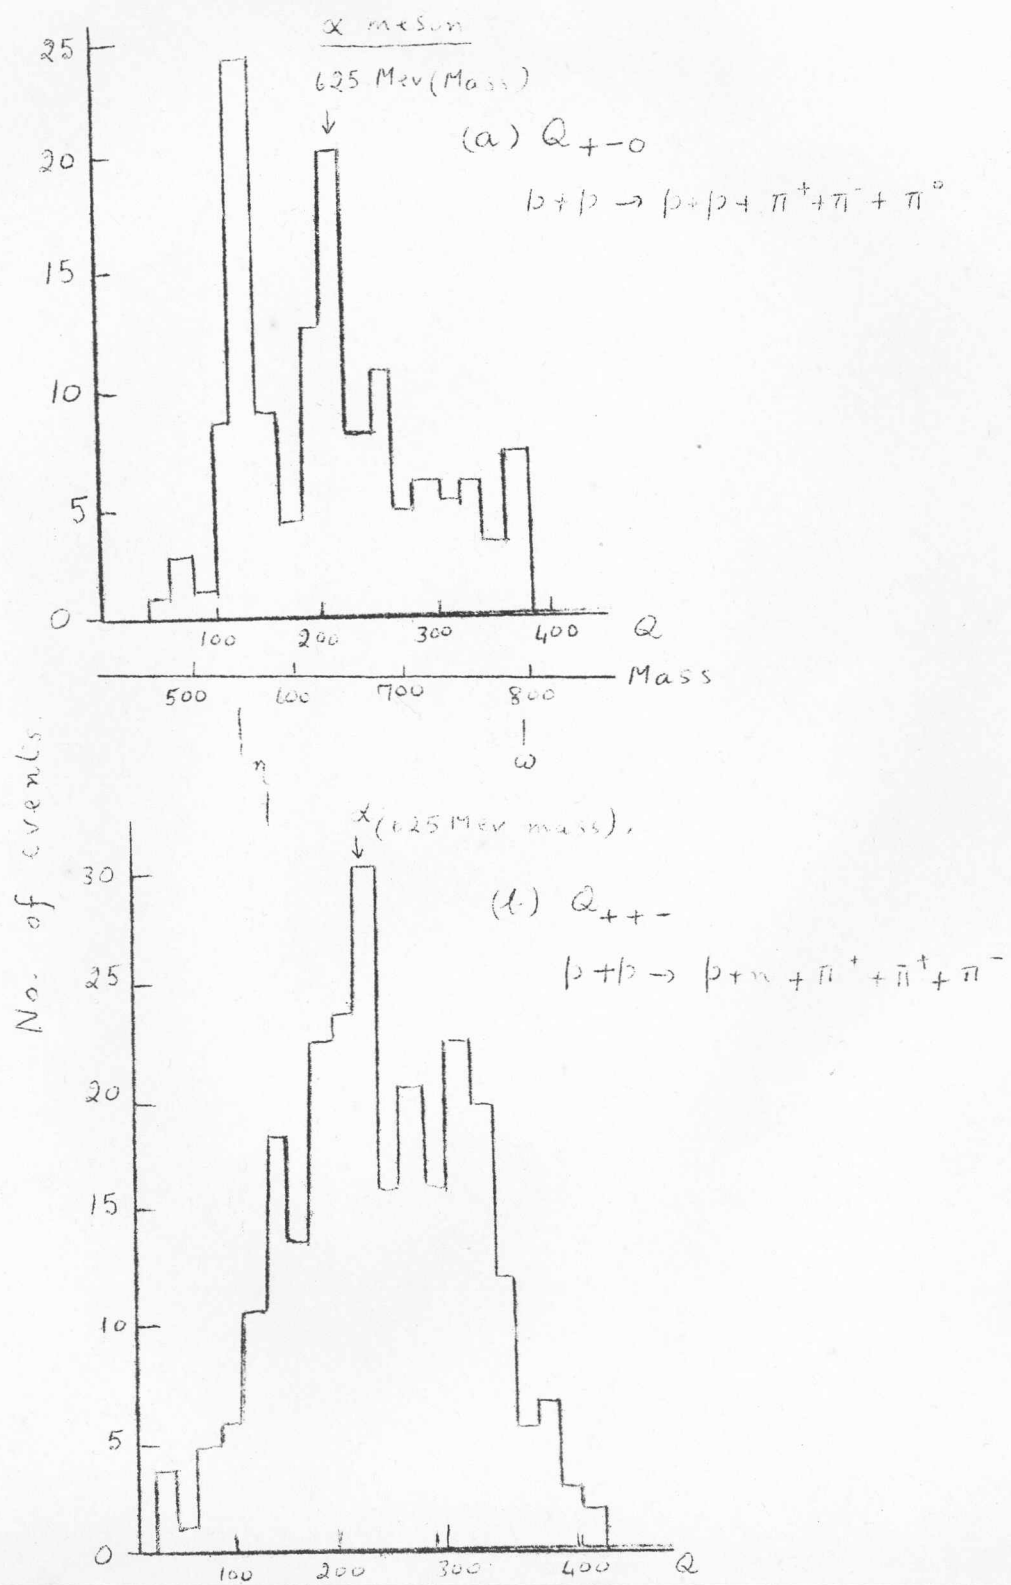 α meson
625 Mev (Mass)
(a) Q+-0
p+p → p+p+ π⁺+π⁻+ π⁰
25
20
15
10
5
0
100 200 300 400 Q
500 600 700 800 Mass
η
ω
No. of events.
α (625 Mev mass).
(b) Q++-
p+p → p+n + π⁺ + π⁺ + π⁻
30
25
20
15
10
5
0
100 200 300 400 Q